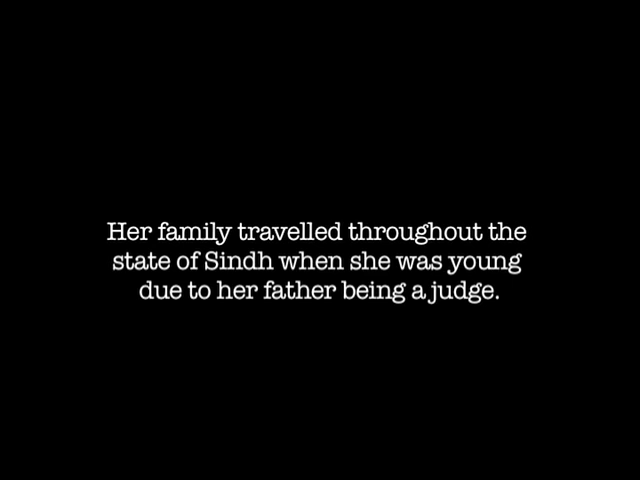 Her family travelled throughout the
state of Sindh when she was young
due to her father being a judge.